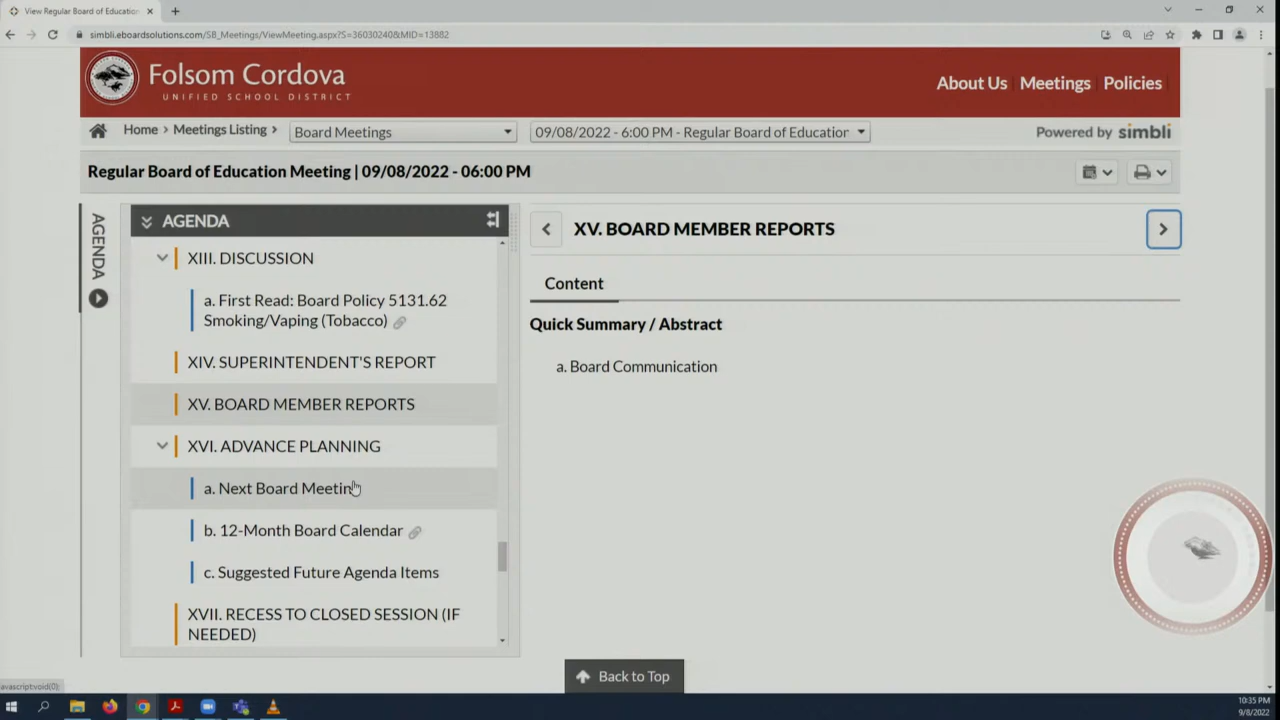 View Regular Board of Education
simbli.eboardsolutions.com/SB_Meetings/ViewMeeting.aspx?S=36030240&MID=13882
Folsom Cordova
UNIFIED SCHOOL DISTRICT
About Us Meetings Policies
Home > Meetings Listing >
Board Meetings
09/08/2022 - 6:00 PM - Regular Board of Education
Powered by simbli
Regular Board of Education Meeting | 09/08/2022 - 06:00 PM
AGENDA
AGENDA
XIII. DISCUSSION
a. First Read: Board Policy 5131.62
Smoking/Vaping (Tobacco)
XIV. SUPERINTENDENT'S REPORT
XV. BOARD MEMBER REPORTS
XVI. ADVANCE PLANNING
a. Next Board Meeting
b. 12-Month Board Calendar
c. Suggested Future Agenda Items
XVII. RECESS TO CLOSED SESSION (IF
NEEDED)
XV. BOARD MEMBER REPORTS
Content
Quick Summary / Abstract
a. Board Communication
Back to Top
javascript:void(0);
10:35 PM
9/8/2022